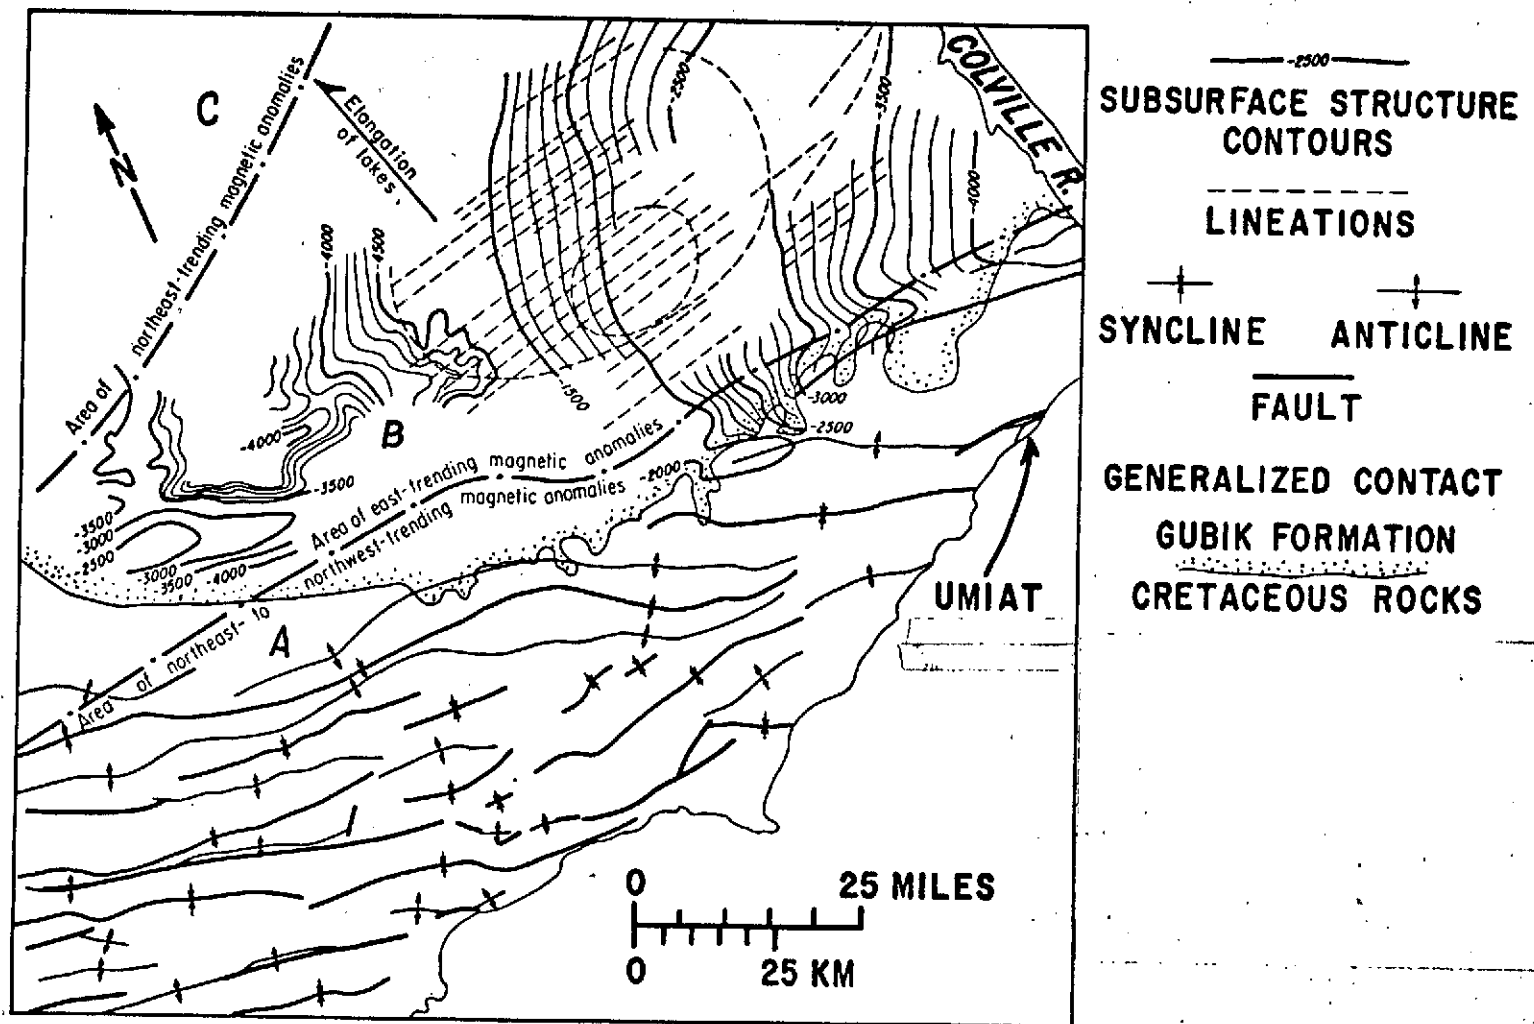 C
N
Area of northeast-trending magnetic anomalies
Elongation
of lakes
-2500
-3500
COLVILLE R.
-4000
-4000
-4500
-4000
B
-1500
-3000
-2500
-3500
Area of east-trending magnetic anomalies
-2000
Area of northeast- to northwest-trending magnetic anomalies
-3500
-3000
-2500
-3000
-3500
-4000
A
UMIAT
0 25 MILES
0 25 KM
-2500
SUBSURFACE STRUCTURE
CONTOURS
LINEATIONS
SYNCLINE ANTICLINE
FAULT
GENERALIZED CONTACT
GUBIK FORMATION
CRETACEOUS ROCKS